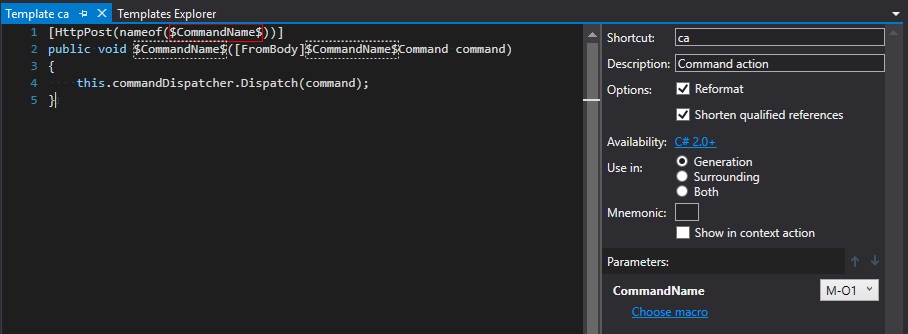 Template ca
Templates Explorer
1 [HttpPost(nameof($CommandName$))]
2 public void $CommandName$([FromBody]$CommandName$Command command)
3 {
4 this.commandDispatcher.Dispatch(command);
5 }
Shortcut: ca
Description: Command action
Options: Reformat
Shorten qualified references
Availability: C# 2.0+
Use in: Generation
Surrounding
Both
Mnemonic:
Show in context action
Parameters:
CommandName M-O1
Choose macro